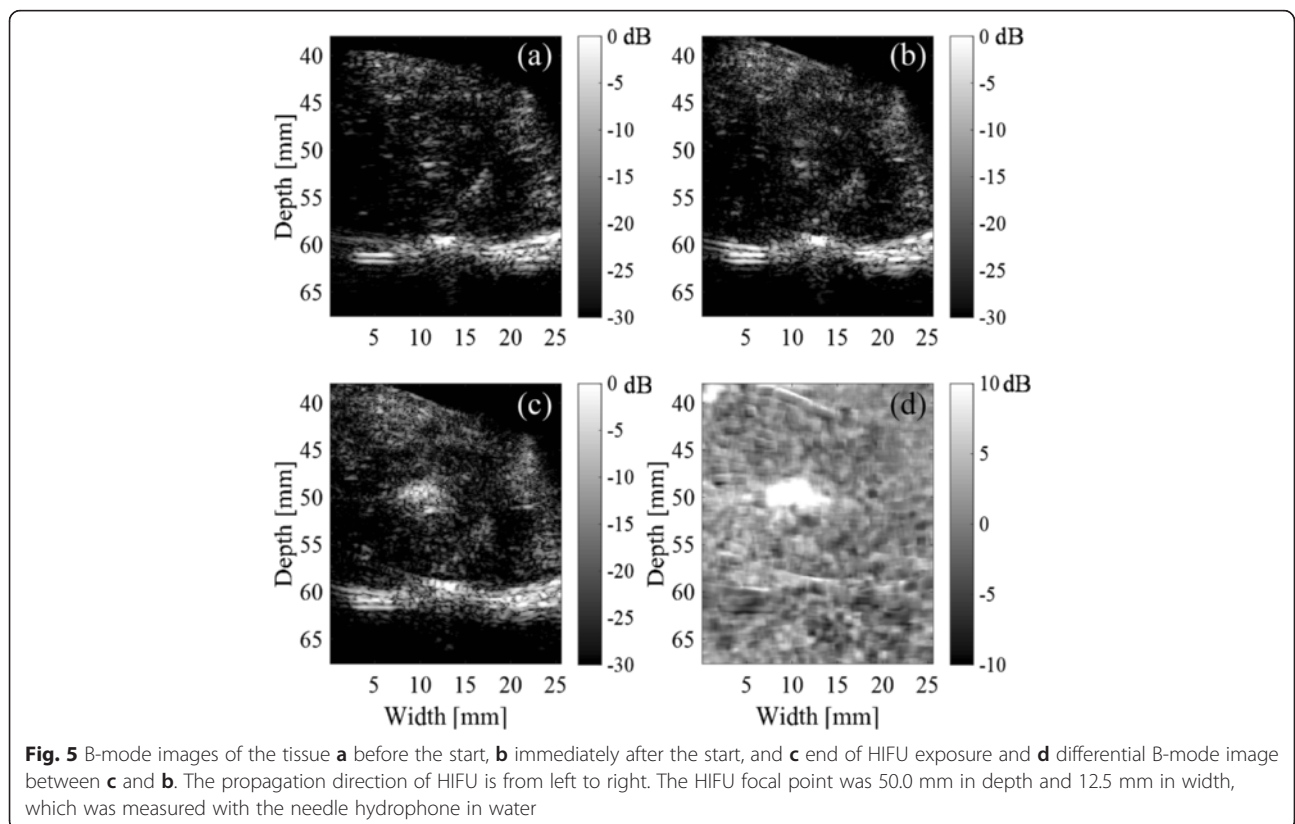 (a)
0 dB
-5
-10
-15
-20
-25
-30
40
45
50
55
60
65
Depth [mm]
5 10 15 20 25
(b)
0 dB
-5
-10
-15
-20
-25
-30
40
45
50
55
60
65
Depth [mm]
5 10 15 20 25
(c)
0 dB
-5
-10
-15
-20
-25
-30
40
45
50
55
60
65
Depth [mm]
5 10 15 20 25
Width [mm]
(d)
10 dB
5
0
-5
-10
40
45
50
55
60
65
Depth [mm]
5 10 15 20 25
Width [mm]
Fig. 5 B-mode images of the tissue a before the start, b immediately after the start, and c end of HIFU exposure and d differential B-mode image
between c and b. The propagation direction of HIFU is from left to right. The HIFU focal point was 50.0 mm in depth and 12.5 mm in width,
which was measured with the needle hydrophone in water